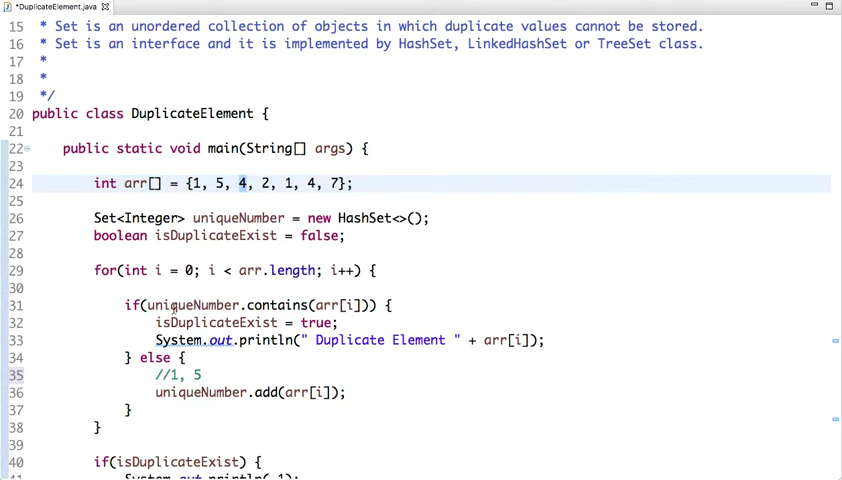 *DuplicateElement.java
15 * Set is an unordered collection of objects in which duplicate values cannot be stored.
16 * Set is an interface and it is implemented by HashSet, LinkedHashSet or TreeSet class.
17 *
18 *
19 */
20 public class DuplicateElement {
21
22 public static void main(String[] args) {
23
24 int arr[] = {1, 5, 4, 2, 1, 4, 7};
25
26 Set<Integer> uniqueNumber = new HashSet<>();
27 boolean isDuplicateExist = false;
28
29 for(int i = 0; i < arr.length; i++) {
30
31 if(uniqueNumber.contains(arr[i])) {
32 isDuplicateExist = true;
33 System.out.println(" Duplicate Element " + arr[i]);
34 } else {
35 //1, 5
36 uniqueNumber.add(arr[i]);
37 }
38 }
39
40 if(isDuplicateExist) {
41 System.out.println(